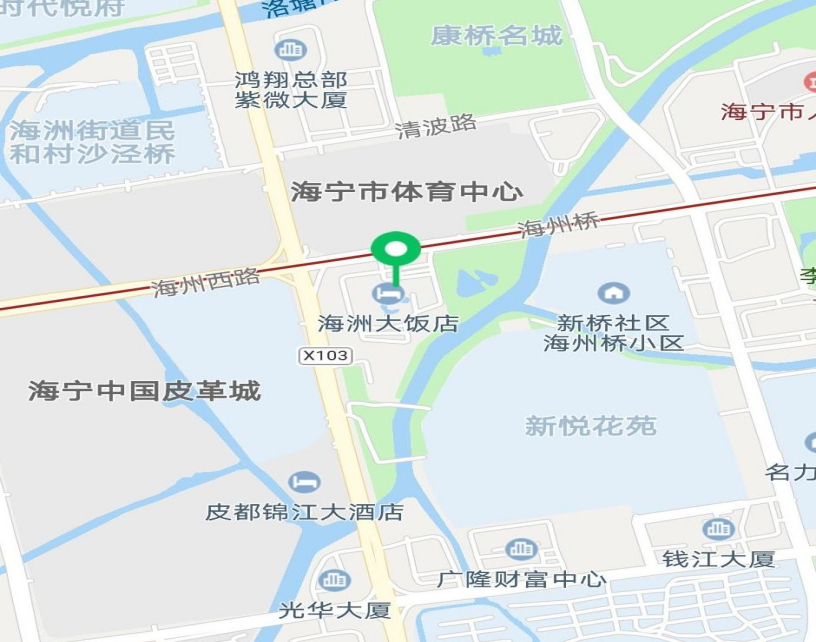 时代悦府
洛塘
康桥名城
鸿翔总部
紫微大厦
海宁市人
清波路
海洲街道民
和村沙泾桥
海宁市体育中心
海州桥
海州西路
李
海洲大饭店
新桥社区
海州桥小区
X103
海宁中国皮革城
新悦花苑
名力
皮都锦江大酒店
钱江大厦
广隆财富中心
光华大厦